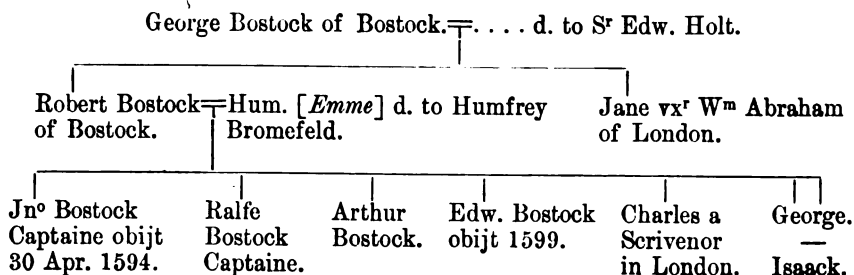 George Bostock of Bostock.=. . . . d. to Sʳ Edw. Holt.
Robert Bostock=Hum. [Emme] d. to Humfrey
of Bostock.
Bromefeld.
Jane vxʳ Wᵐ Abraham
of London.
Jnᵒ Bostock
Captaine obijt
30 Apr. 1594.
Ralfe
Bostock
Captaine.
Arthur
Bostock.
Edw. Bostock
obijt 1599.
Charles a
Scrivenor
in London.
George.
—
Isaack.